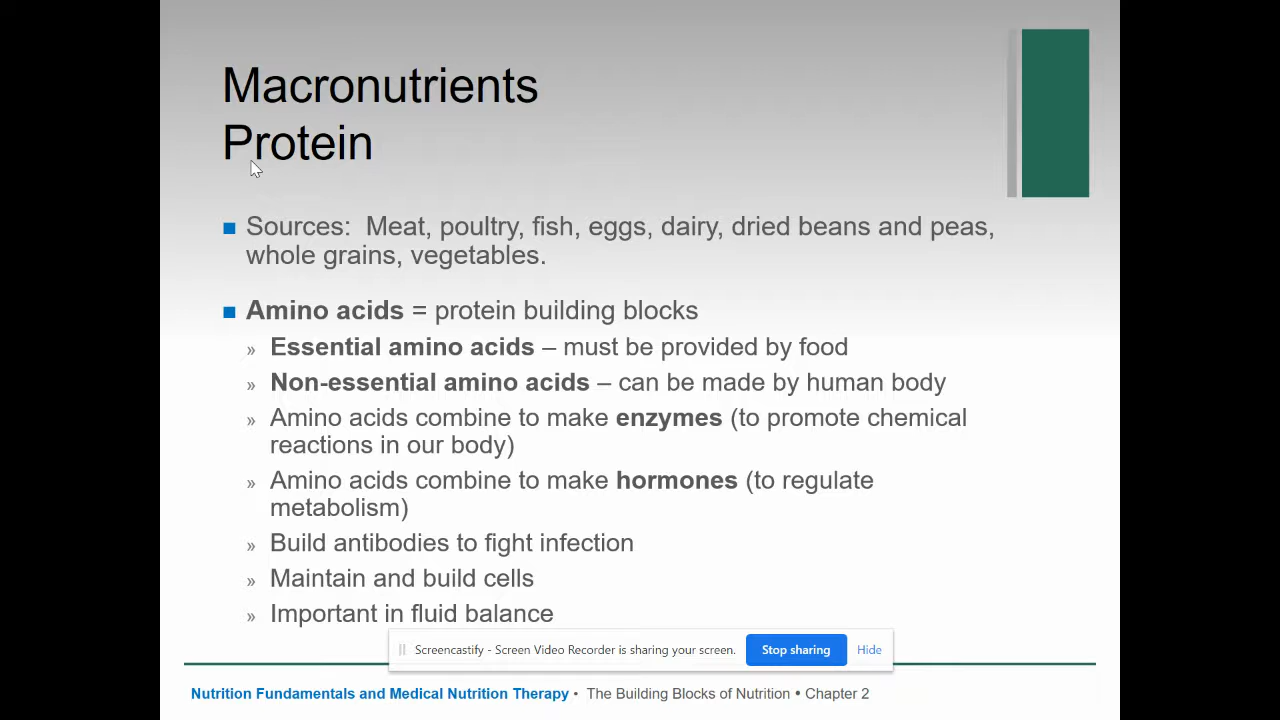 Macronutrients
Protein
Sources:  Meat, poultry, fish, eggs, dairy, dried beans and peas,
whole grains, vegetables.
Amino acids = protein building blocks
» Essential amino acids – must be provided by food
» Non-essential amino acids – can be made by human body
» Amino acids combine to make enzymes (to promote chemical
reactions in our body)
» Amino acids combine to make hormones (to regulate
metabolism)
» Build antibodies to fight infection
» Maintain and build cells
» Important in fluid balance
Screencastify - Screen Video Recorder is sharing your screen. Stop sharing Hide
Nutrition Fundamentals and Medical Nutrition Therapy • The Building Blocks of Nutrition • Chapter 2